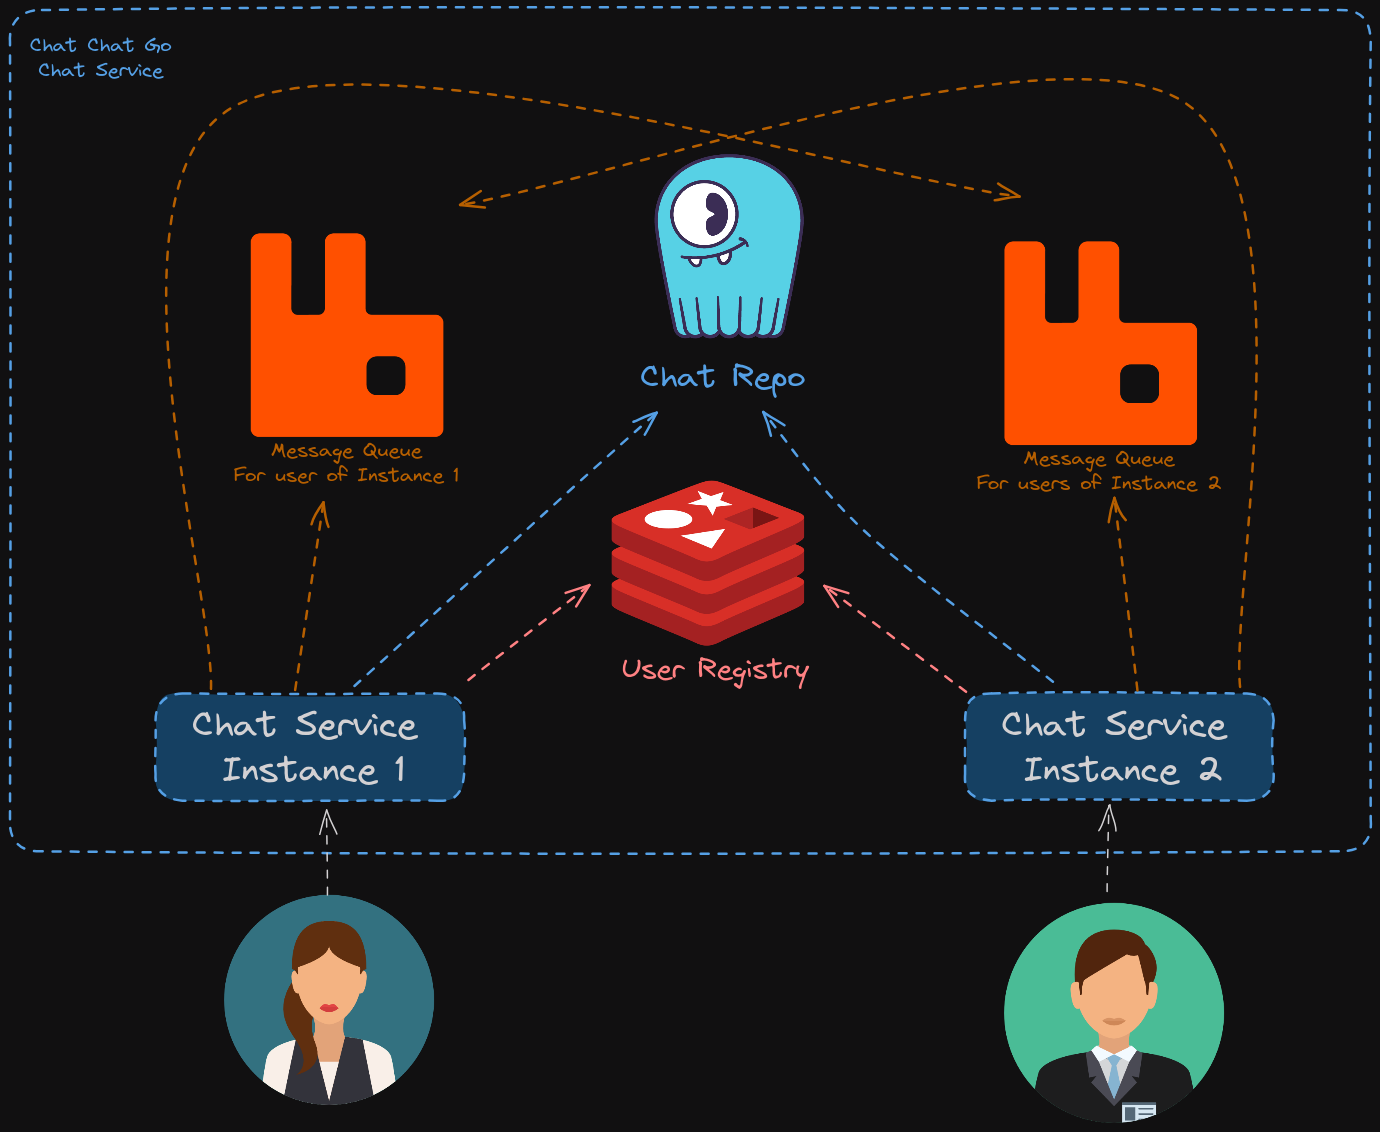 Chat Chat Go
Chat Service
Chat Repo
Message Queue
For user of Instance 1
Message Queue
For users of Instance 2
User Registry
Chat Service
Instance 1
Chat Service
Instance 2